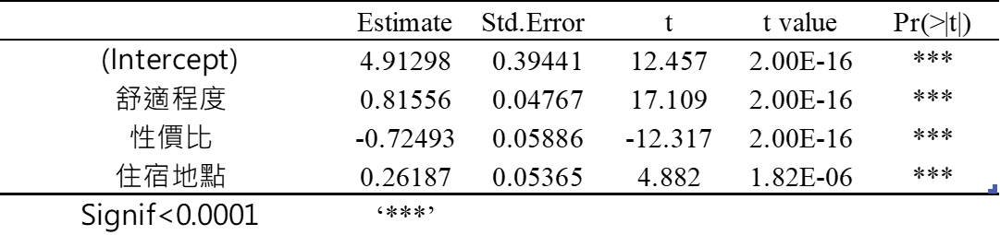 Estimate Std.Error t t value Pr(>|t|)
(Intercept) 4.91298 0.39441 12.457 2.00E-16 ***
舒適程度 0.81556 0.04767 17.109 2.00E-16 ***
性價比 -0.72493 0.05886 -12.317 2.00E-16 ***
住宿地點 0.26187 0.05365 4.882 1.82E-06 ***
Signif<0.0001 ‘***’